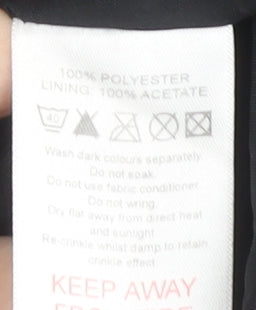 100% POLYESTER
LINING: 100% ACETATE
40
Wash dark colours separately.
Do not soak.
Do not use fabric conditioner.
Do not wring.
Dry flat away from direct heat
and sunlight.
Re-crinkle whilst damp to retain
crinkle effect
KEEP AWAY